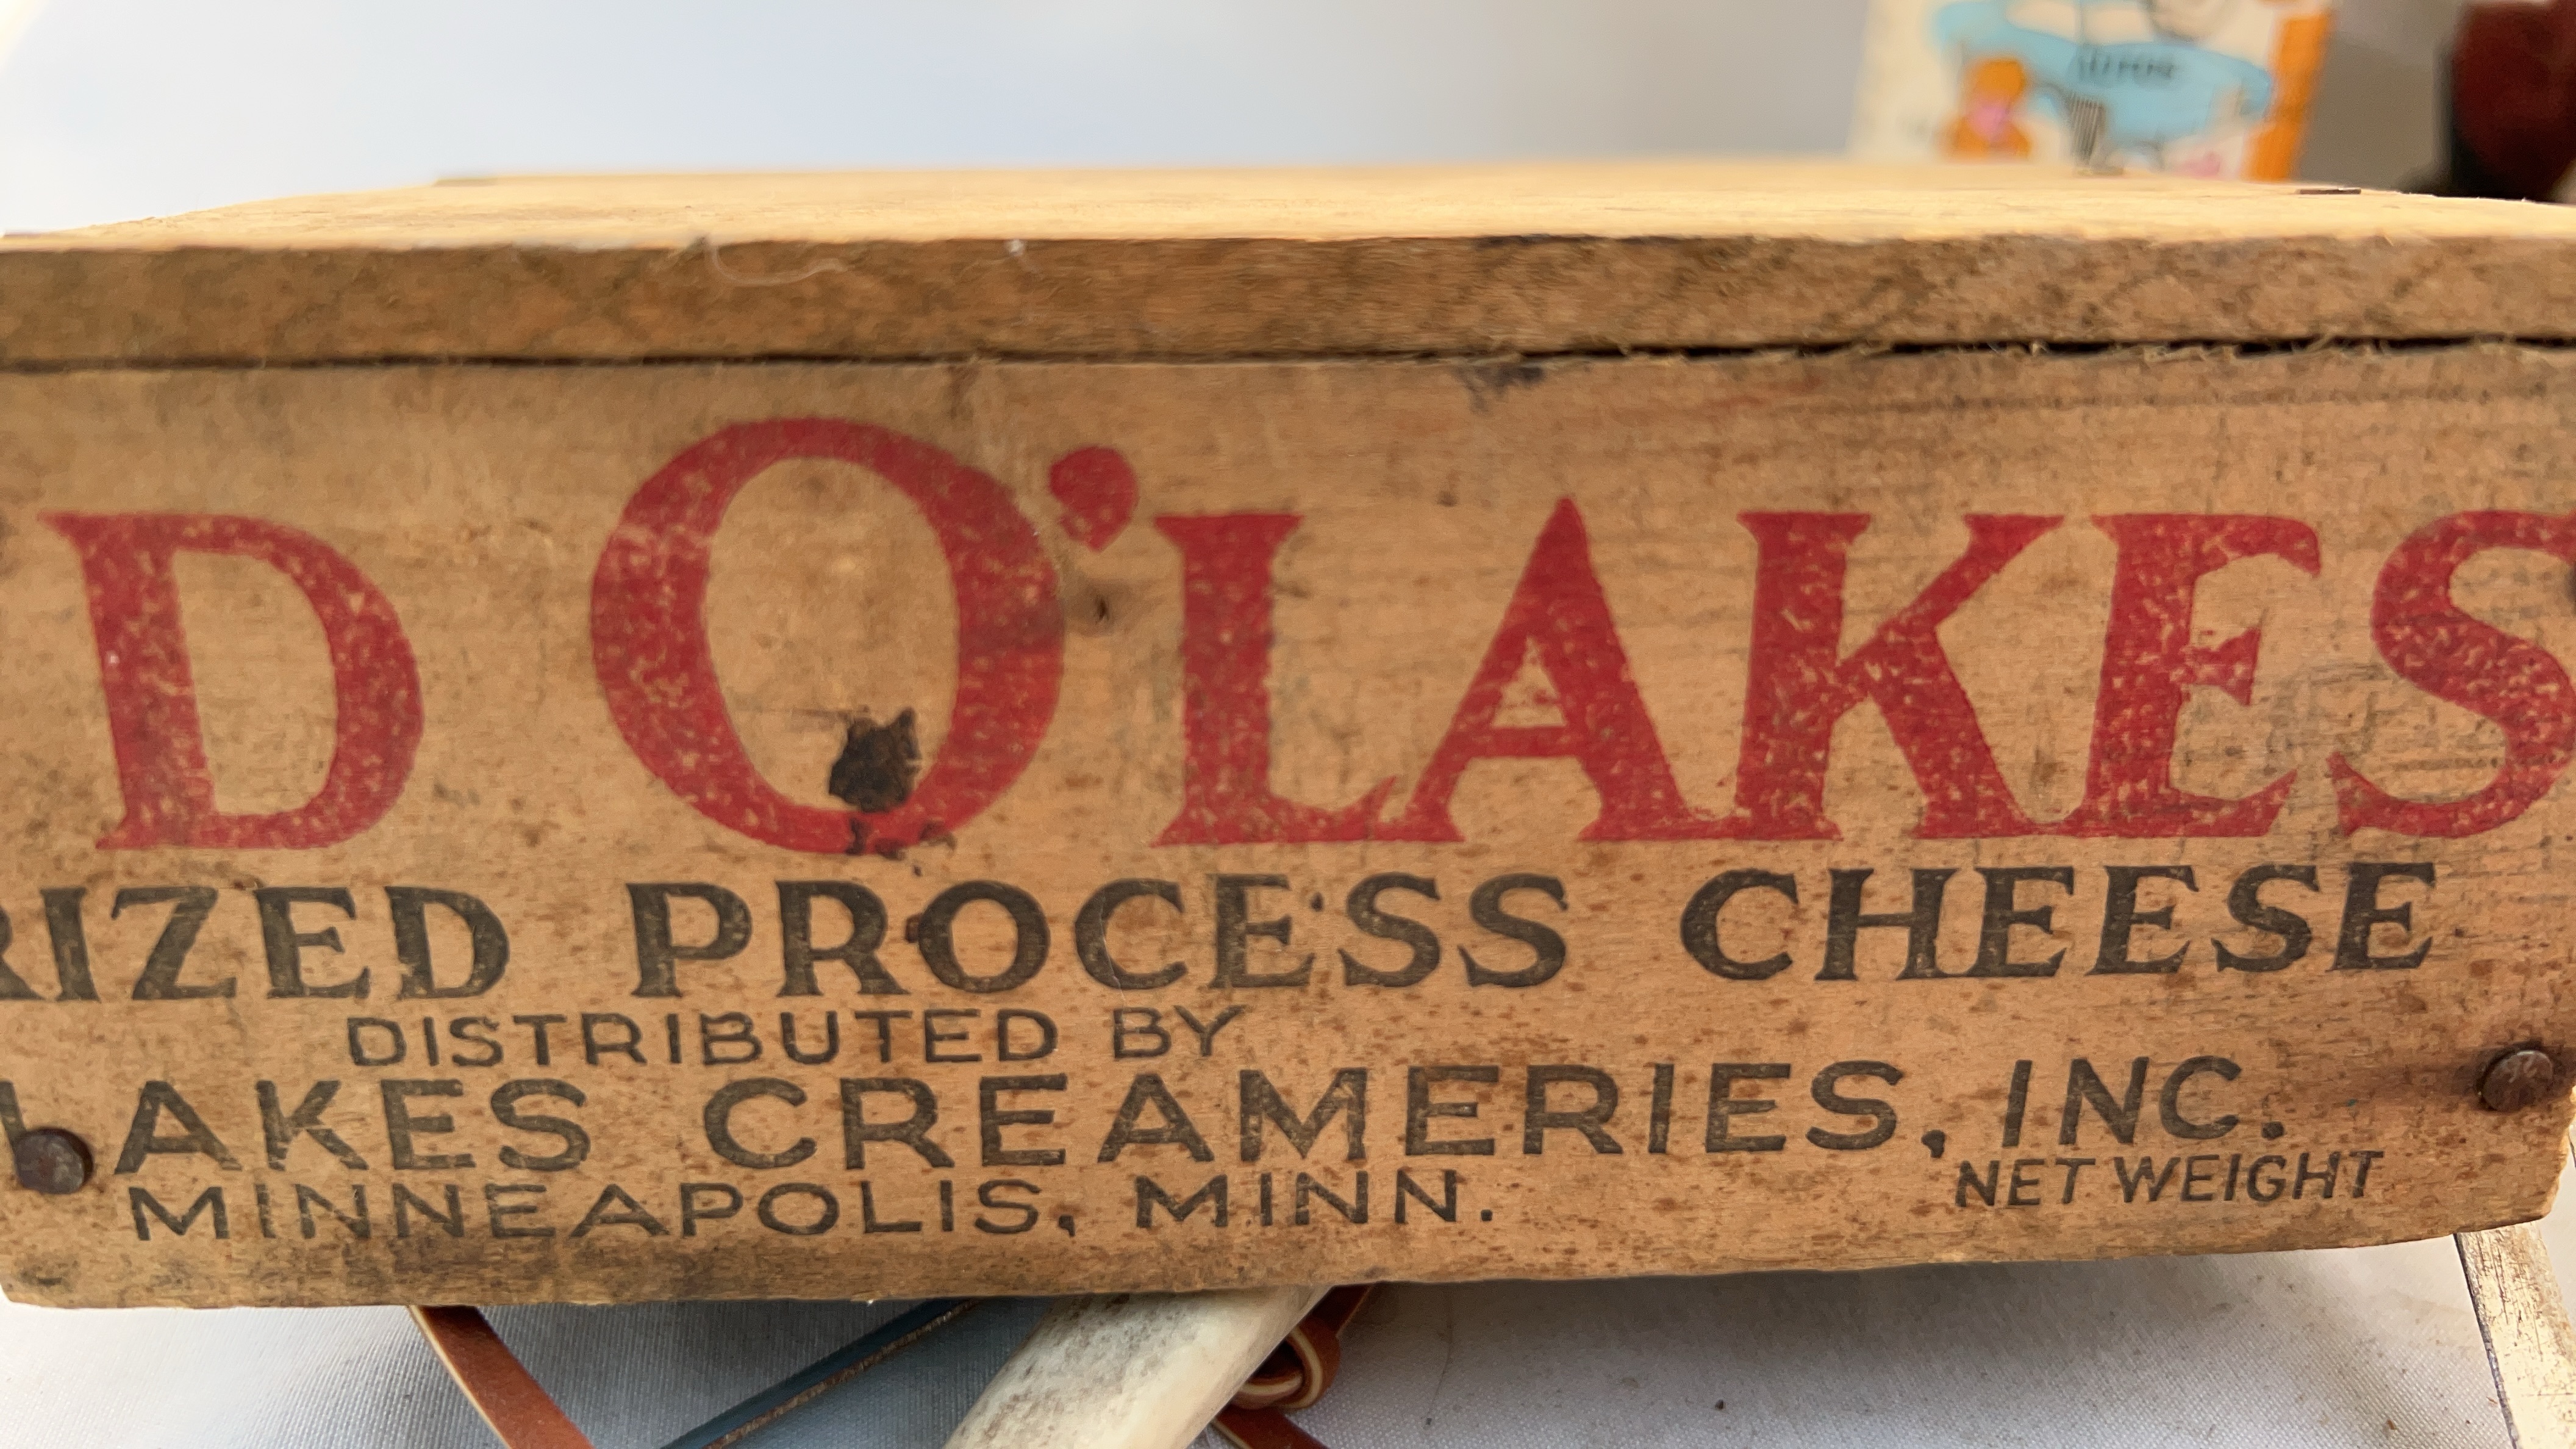 D O'LAKES
RIZED PROCESS CHEESE
DISTRIBUTED BY
LAKES CREAMERIES, INC.
MINNEAPOLIS, MINN.
NET WEIGHT